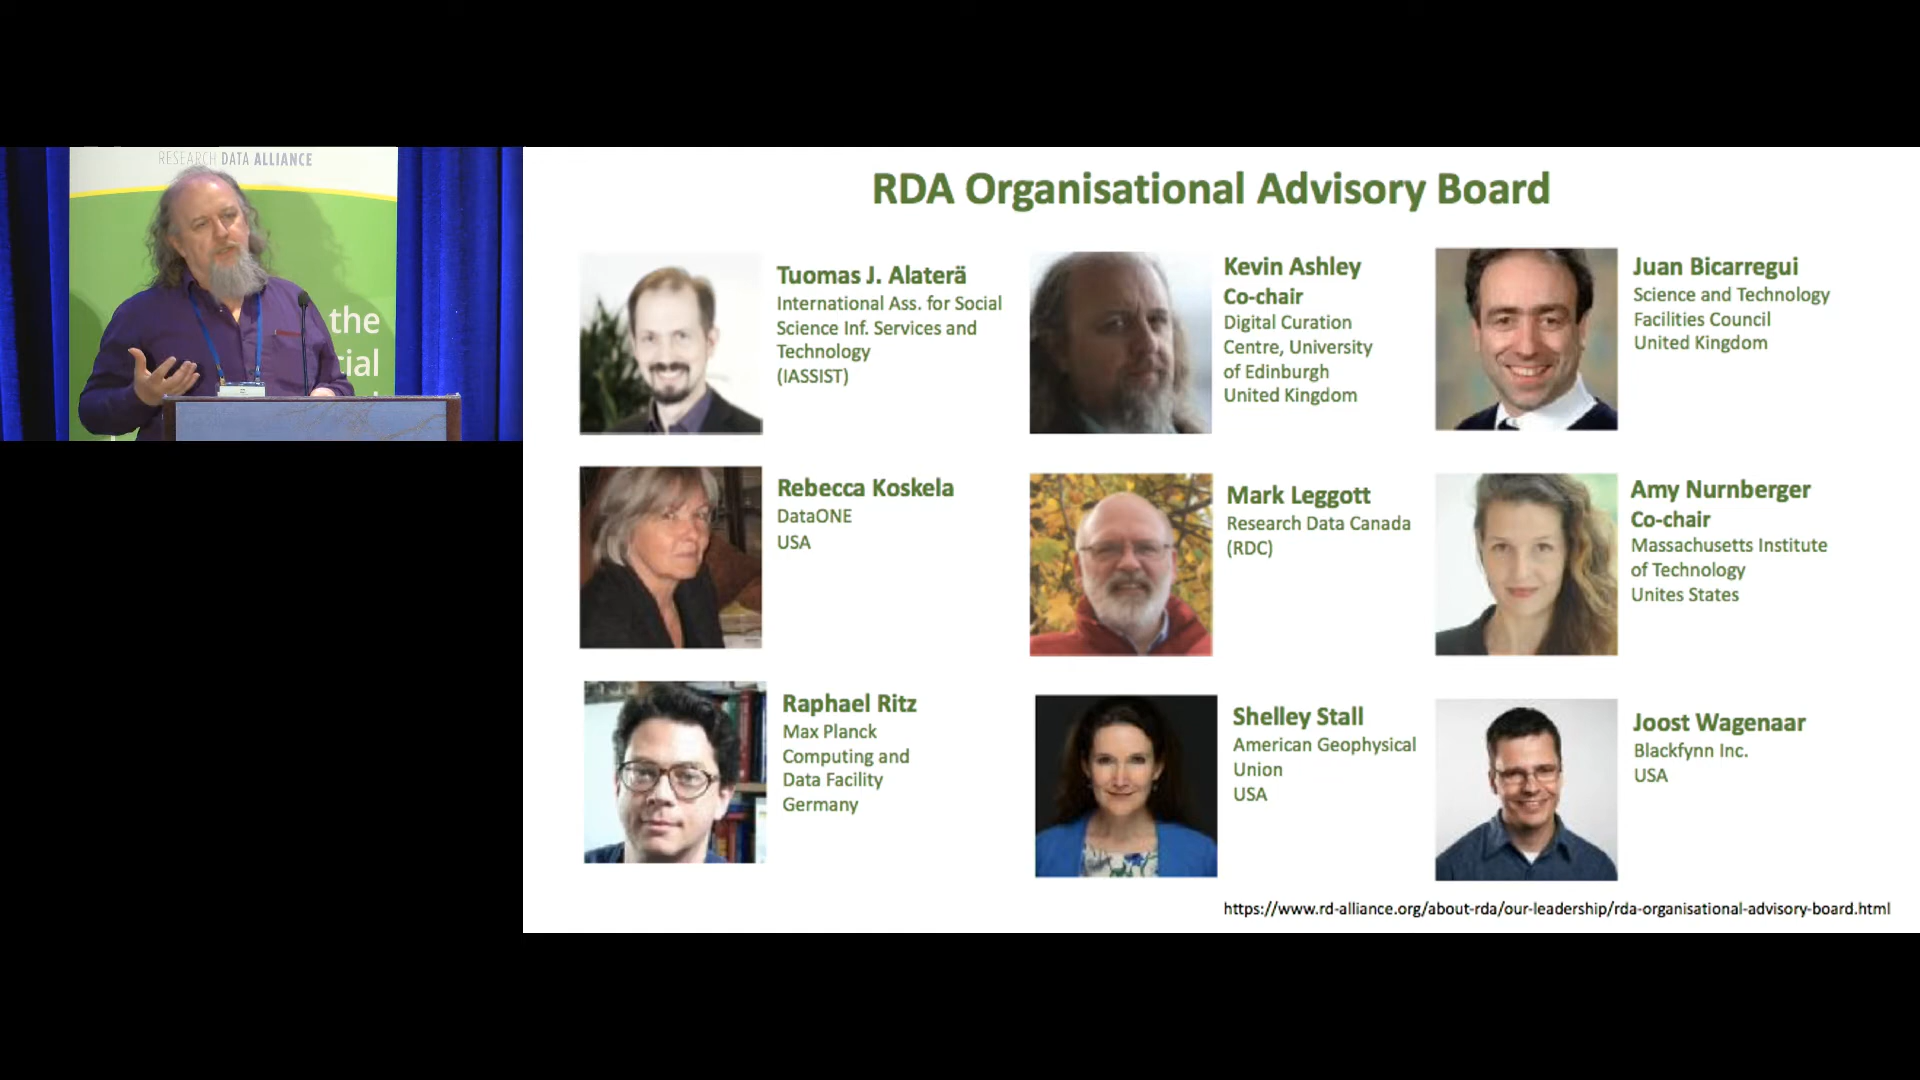 RESEARCH DATA ALLIANCE
the
cial
RDA Organisational Advisory Board
Tuomas J. Alaterä
International Ass. for Social
Science Inf. Services and
Technology
(IASSIST)
Kevin Ashley
Co-chair
Digital Curation
Centre, University
of Edinburgh
United Kingdom
Juan Bicarregui
Science and Technology
Facilities Council
United Kingdom
Rebecca Koskela
DataONE
USA
Mark Leggott
Research Data Canada
(RDC)
Amy Nurnberger
Co-chair
Massachusetts Institute
of Technology
Unites States
Raphael Ritz
Max Planck
Computing and
Data Facility
Germany
Shelley Stall
American Geophysical
Union
USA
Joost Wagenaar
Blackfynn Inc.
USA
https://www.rd-alliance.org/about-rda/our-leadership/rda-organisational-advisory-board.html